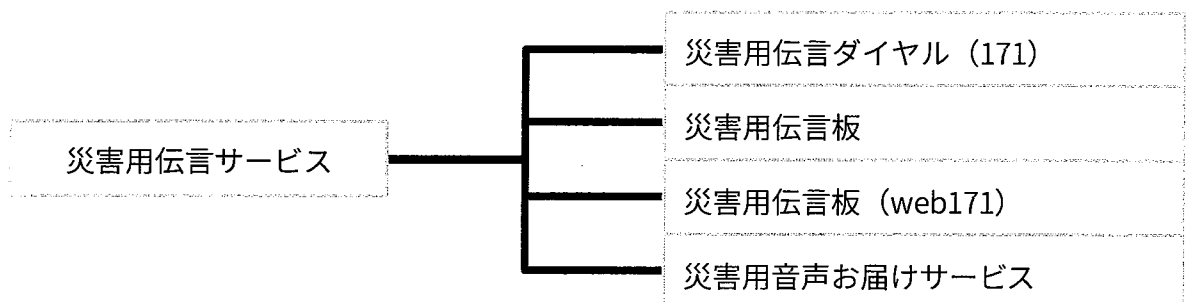 災害用伝言サービス
災害用伝言ダイヤル（171）
災害用伝言板
災害用伝言板（web171）
災害用音声お届けサービス